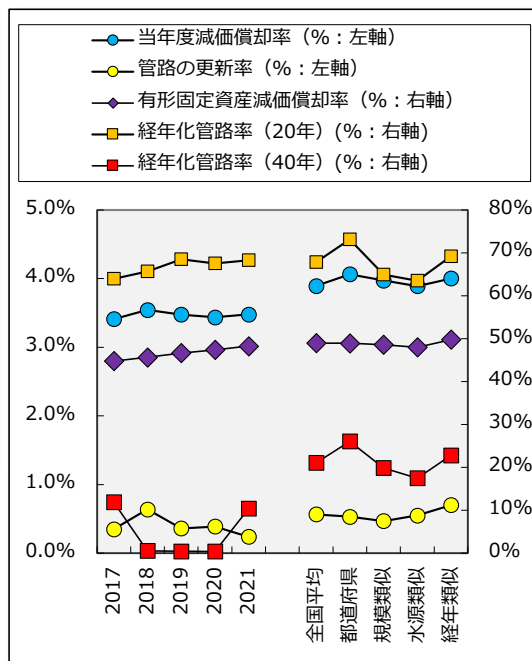 当年度減価償却率（%：左軸）
管路の更新率（%：左軸）
有形固定資産減価償却率（%：右軸）
経年化管路率（20年）(%：右軸)
経年化管路率（40年）(%：右軸)
5.0%
4.0%
3.0%
2.0%
1.0%
0.0%
80%
70%
60%
50%
40%
30%
20%
10%
0%
2017
2018
2019
2020
2021
全国平均
都道府県
規模類似
水源類似
経年類似